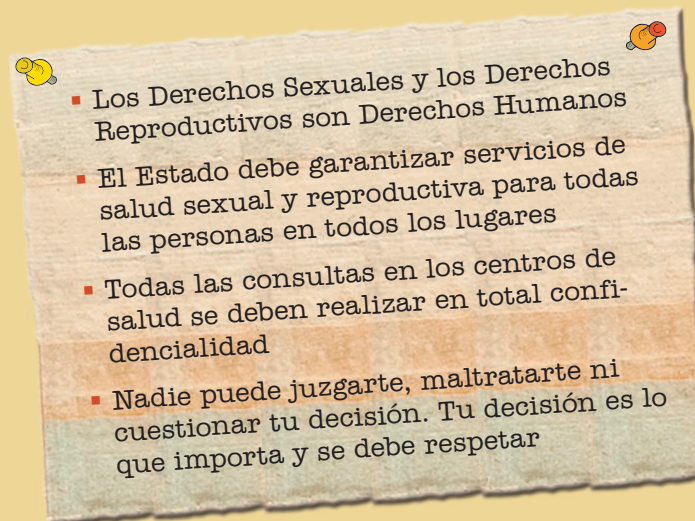 ▪ Los Derechos Sexuales y los Derechos
Reproductivos son Derechos Humanos
▪ El Estado debe garantizar servicios de
salud sexual y reproductiva para todas
las personas en todos los lugares
▪ Todas las consultas en los centros de
salud se deben realizar en total confi-
dencialidad
▪ Nadie puede juzgarte, maltratarte ni
cuestionar tu decisión. Tu decisión es lo
que importa y se debe respetar